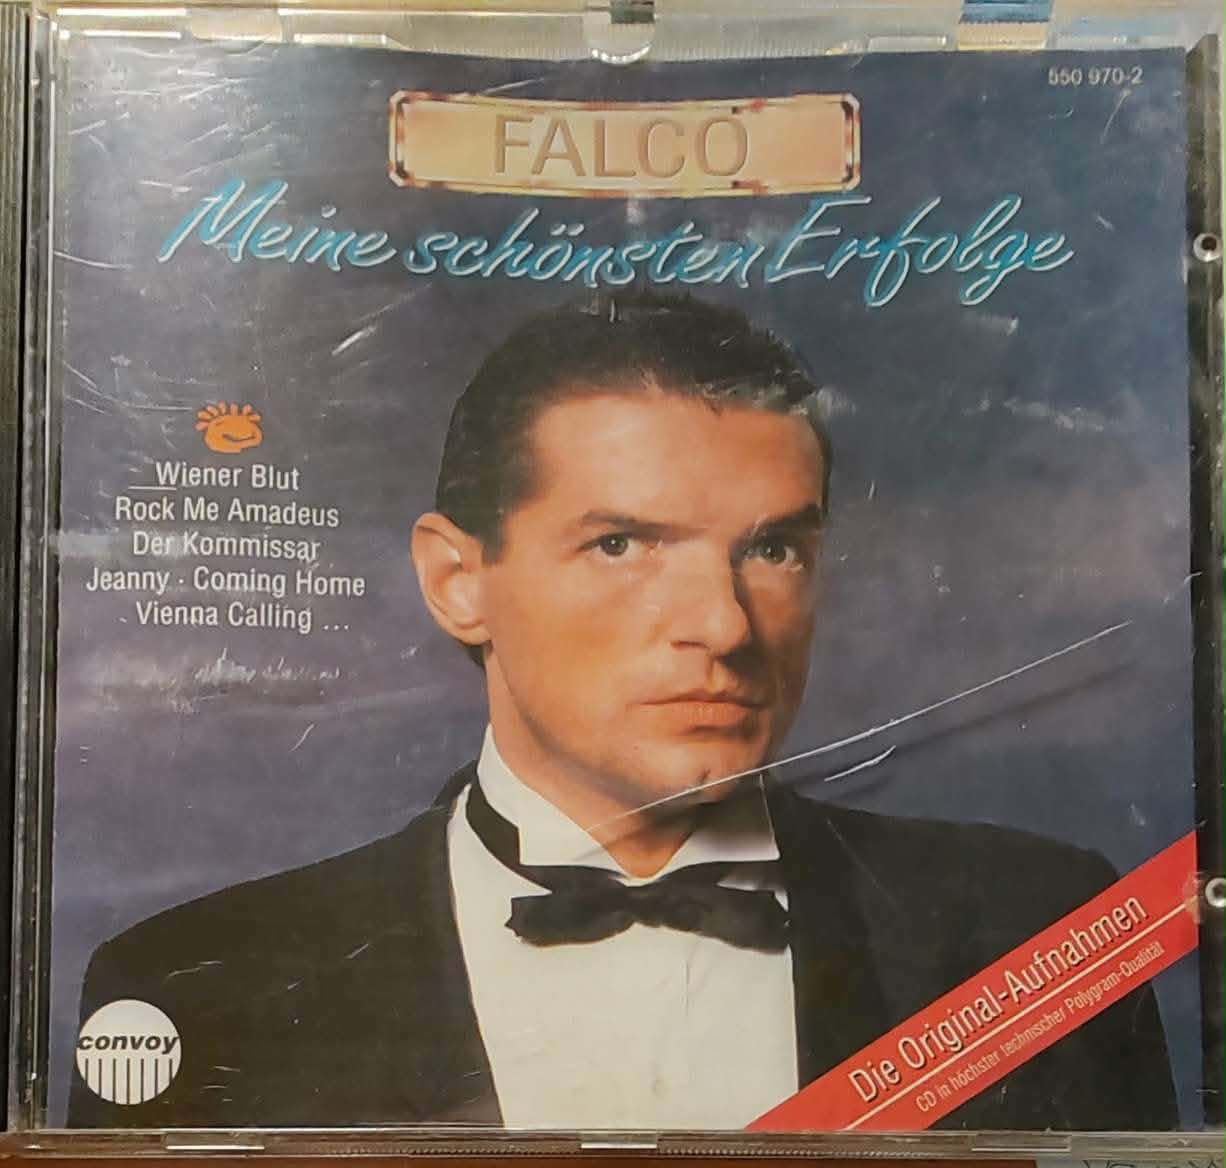 550 970-2
FALCO
Meine schönsten Erfolge
Wiener Blut
Rock Me Amadeus
Der Kommissar
Jeanny · Coming Home
Vienna Calling ...
Die Original-Aufnahmen
CD in höchster technischer Polygram-Qualität
convoy